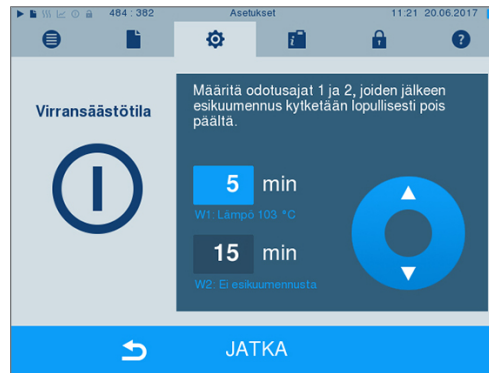 484 : 382 Asetukset 11:21 20.06.2017
Virransäästötila
Määritä odotusajat 1 ja 2, joiden jälkeen
esikuumennus kytketään lopullisesti pois
päältä.
5 min
W1: Lämpö 103 °C
15 min
W2: Ei esikuumennusta
JATKA